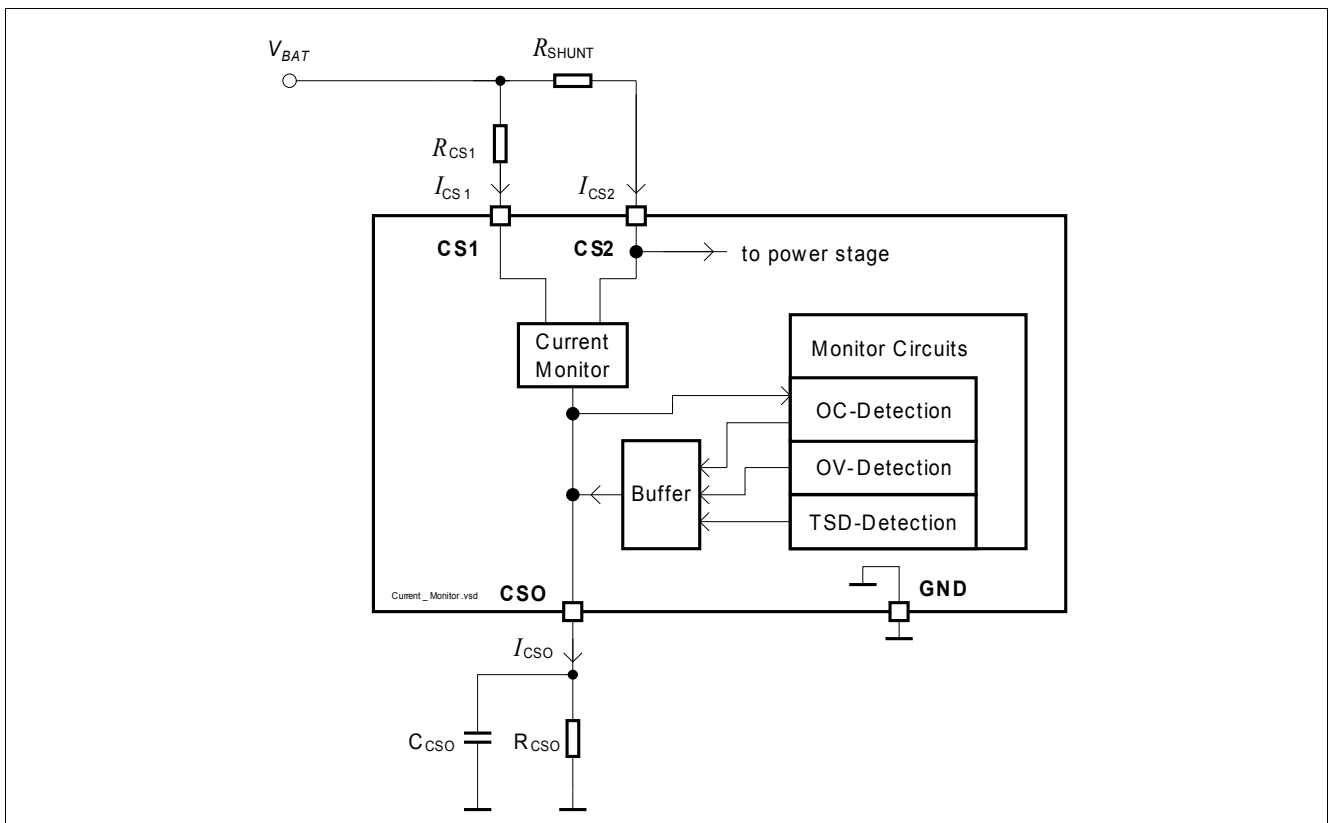 V_BAT
R_SHUNT
R_CS1
I_CS1
I_CS2
CS1
CS2
to power stage
Current
Monitor
Monitor Circuits
OC-Detection
OV-Detection
TSD-Detection
Buffer
Current_Monitor.vsd
CSO
GND
I_CSO
C_CSO
R_CSO